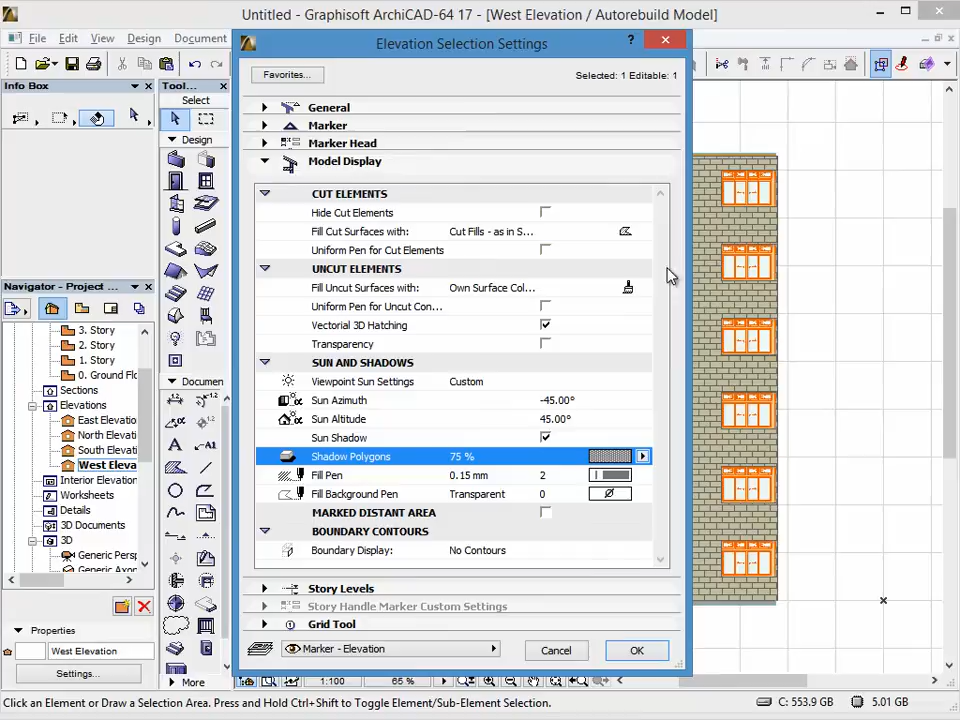 Untitled - Graphisoft ArchiCAD-64 17 - [West Elevation / Autorebuild Model]
File Edit View Design Document
Elevation Selection Settings
?
Favorites...
Selected: 1 Editable: 1
Info Box
Tool...
Select
Design
General
Marker
Marker Head
Model Display
CUT ELEMENTS
Hide Cut Elements
Fill Cut Surfaces with: Cut Fills - as in S...
Uniform Pen for Cut Elements
UNCUT ELEMENTS
Fill Uncut Surfaces with: Own Surface Col...
Uniform Pen for Uncut Con...
Vectorial 3D Hatching
Transparency
SUN AND SHADOWS
Viewpoint Sun Settings Custom
Sun Azimuth -45.00°
Sun Altitude 45.00°
Sun Shadow
Shadow Polygons 75 %
Fill Pen 0.15 mm 2
Fill Background Pen Transparent 0
MARKED DISTANT AREA
BOUNDARY CONTOURS
Boundary Display: No Contours
Story Levels
Story Handle Marker Custom Settings
Grid Tool
Marker - Elevation
Cancel
OK
Navigator - Project ...
3. Story
2. Story
1. Story
0. Ground Fl
Sections
Elevations
East Elevatio
North Elevati
South Elevati
West Eleva
Interior Elevation
Worksheets
Details
3D Documents
3D
Generic Persp
Generic Axon
Documen
A1
More
Properties
West Elevation
Settings...
1:100
65 %
Click an Element or Draw a Selection Area. Press and Hold Ctrl+Shift to Toggle Element/Sub-Element Selection.
C: 553.9 GB
5.01 GB